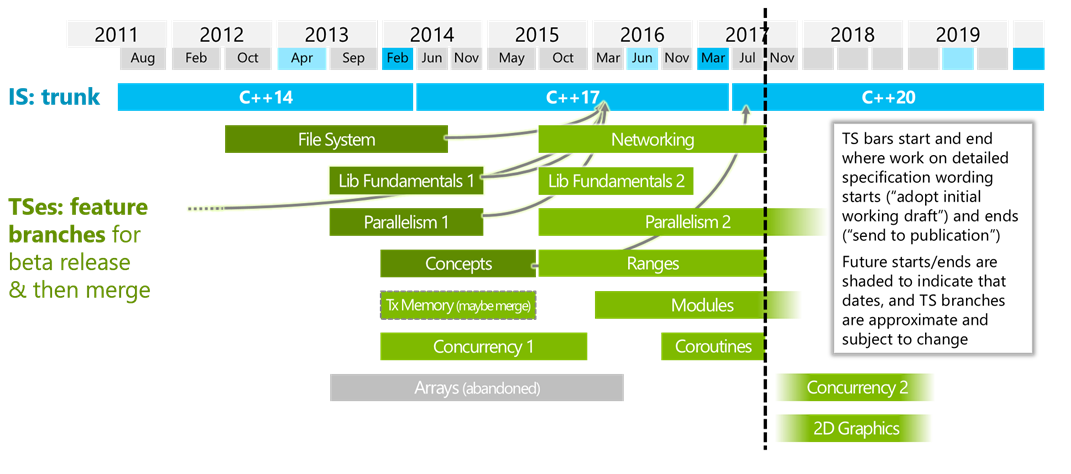 2011 2012 2013 2014 2015 2016 2017 2018 2019
Aug Feb Oct Apr Sep Feb Jun Nov May Oct Mar Jun Nov Mar Jul Nov
IS: trunk C++14 C++17 C++20
File System Networking
Lib Fundamentals 1 Lib Fundamentals 2
Parallelism 1 Parallelism 2
Concepts Ranges
Tx Memory (maybe merge) Modules
Concurrency 1 Coroutines
Arrays (abandoned) Concurrency 2
2D Graphics
TSes: feature
branches for
beta release
& then merge
TS bars start and end
where work on detailed
specification wording
starts (“adopt initial
working draft”) and ends
(“send to publication”)
Future starts/ends are
shaded to indicate that
dates, and TS branches
are approximate and
subject to change